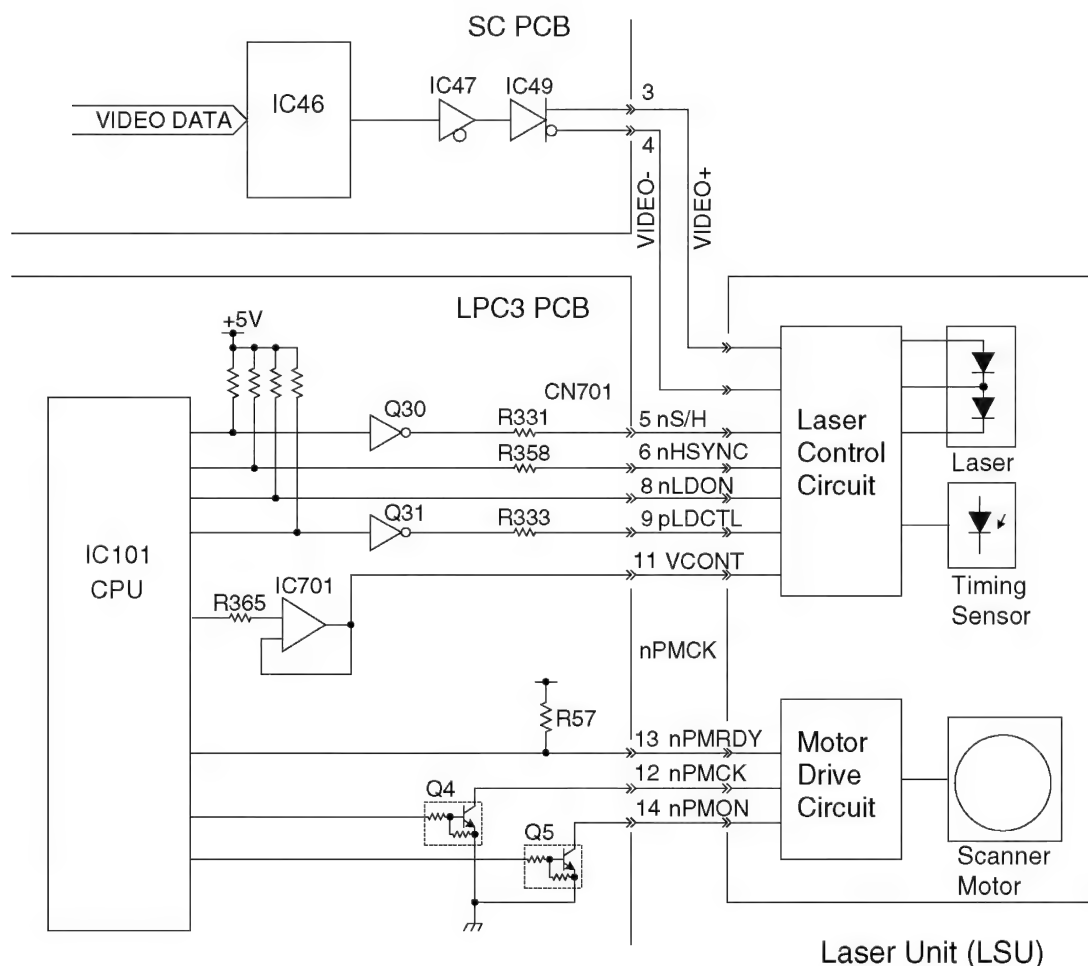 SC PCB
IC46
IC47
IC49
VIDEO DATA
3
4
VIDEO-
VIDEO+
LPC3 PCB
+5V
CN701
Q30
R331
5 nS/H
R358
6 nHSYNC
8 nLDON
Q31
R333
9 pLDCTL
11 VCONT
Laser
Control
Circuit
Laser
Timing
Sensor
IC101
CPU
R365
IC701
nPMCK
R57
13 nPMRDY
12 nPMCK
14 nPMON
Q4
Q5
Motor
Drive
Circuit
Scanner
Motor
Laser Unit (LSU)